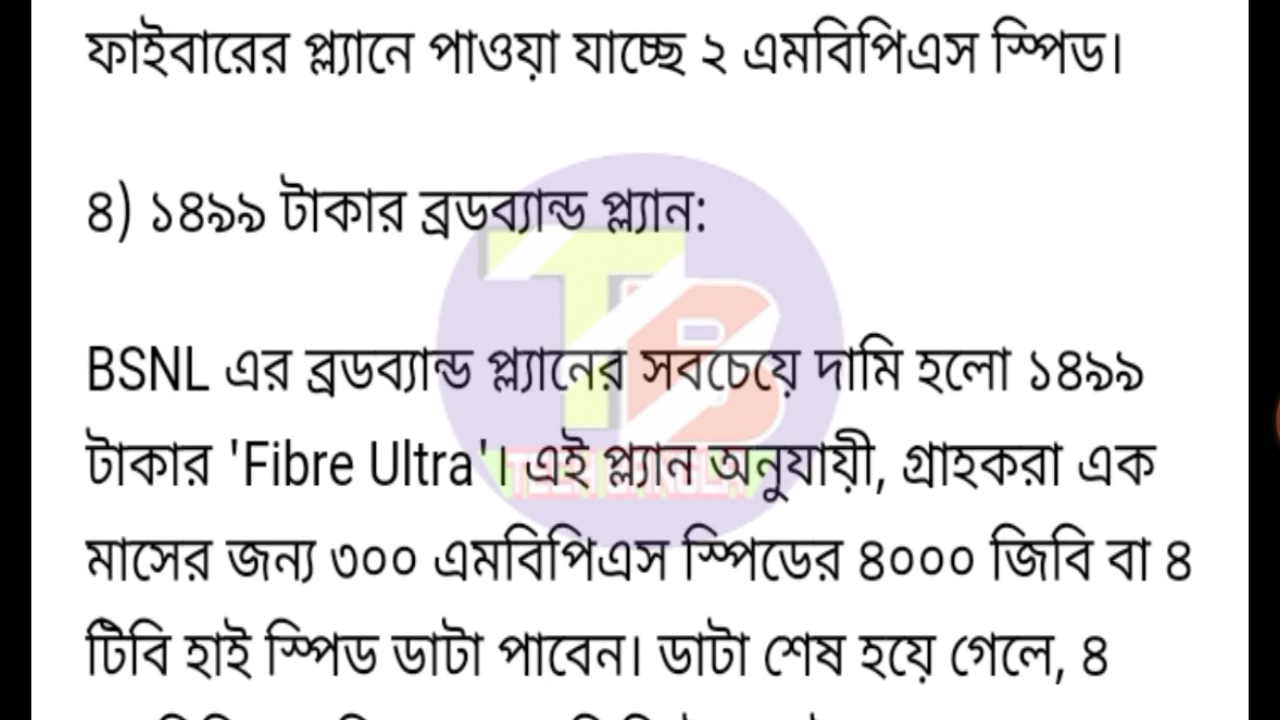 ফাইবারের প্ল্যানে পাওয়া যাচ্ছে ২ এমবিপিএস স্পিড।
৪) ১৪৯৯ টাকার ব্রডব্যান্ড প্ল্যান:
TB
BSNL এর ব্রডব্যান্ড প্ল্যানের সবচেয়ে দামি হলো ১৪৯৯
টাকার 'Fibre Ultra'। এই প্ল্যান অনুযায়ী, গ্রাহকরা এক
মাসের জন্য ৩০০ এমবিপিএস স্পিডের ৪০০০ জিবি বা ৪
টিবি হাই স্পিড ডাটা পাবেন। ডাটা শেষ হয়ে গেলে, ৪